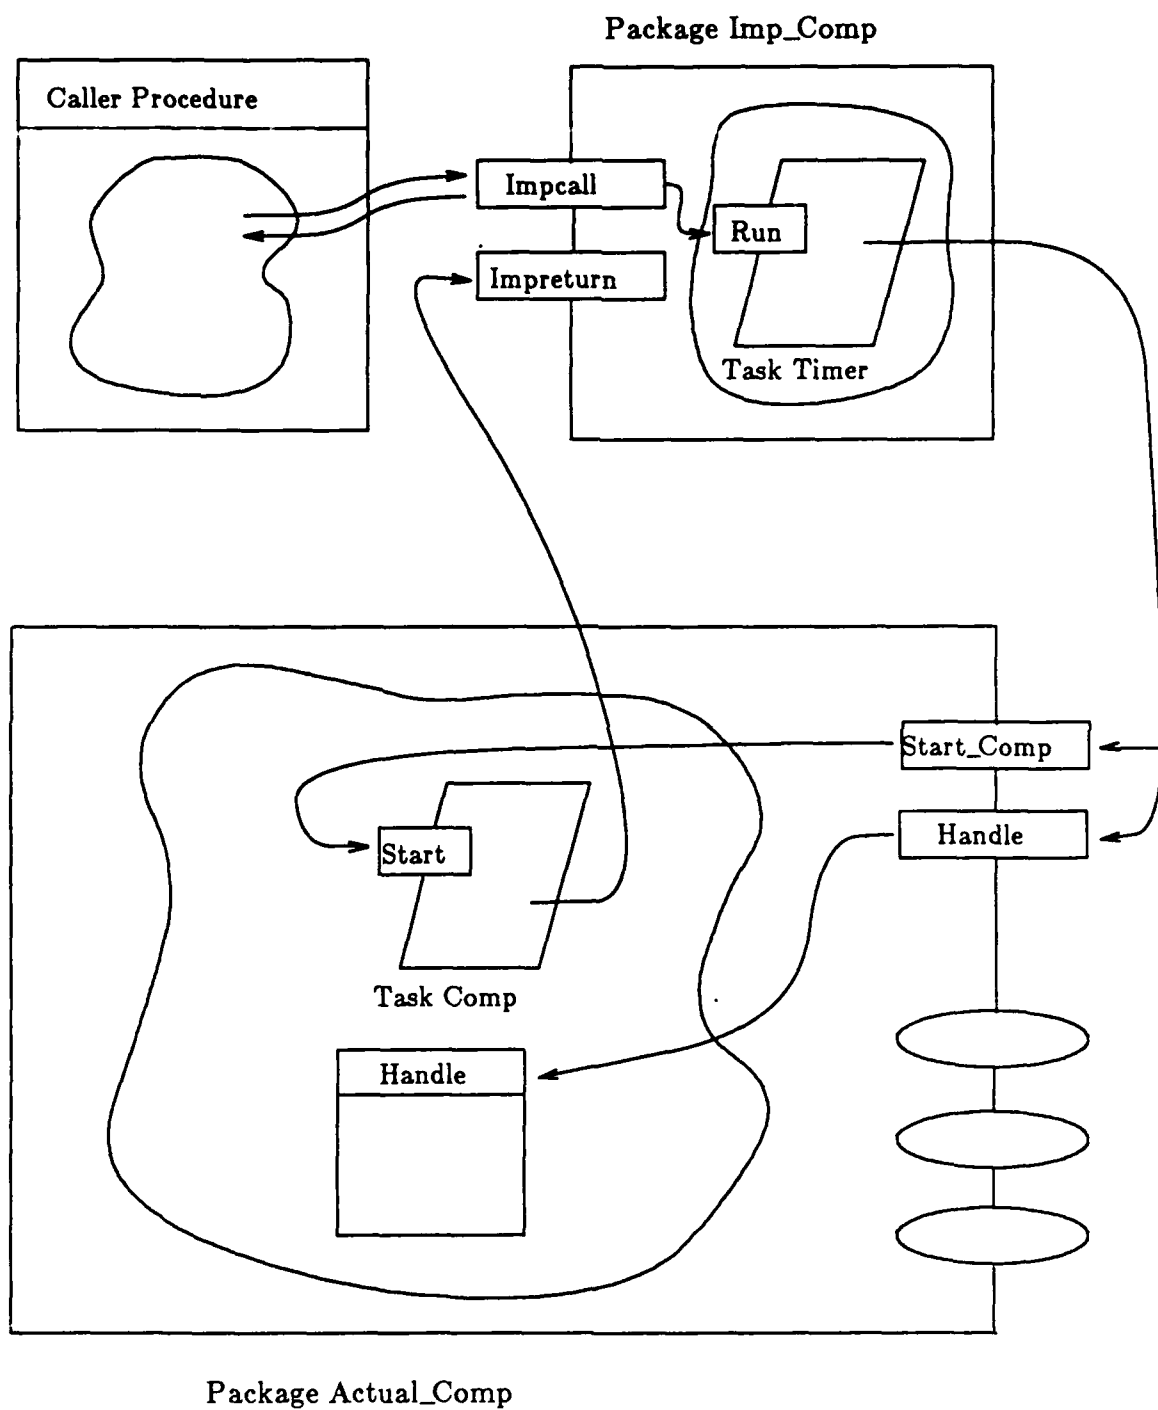 Package Imp_Comp
Caller Procedure
Impcall
Run
Impreturn
Task Timer
Start_Comp
Handle
Start
Task Comp
Handle
Package Actual_Comp